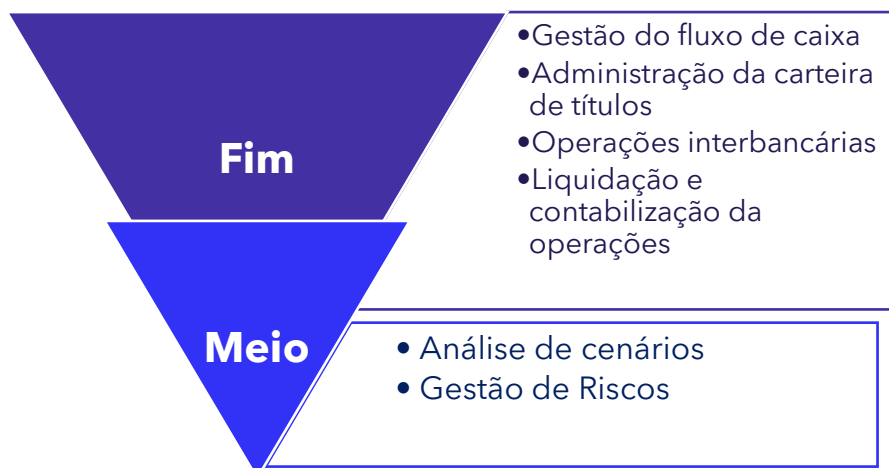 Fim
•Gestão do fluxo de caixa
•Administração da carteira
de títulos
•Operações interbancárias
•Liquidação e
contabilização da
operações
Meio
• Análise de cenários
• Gestão de Riscos